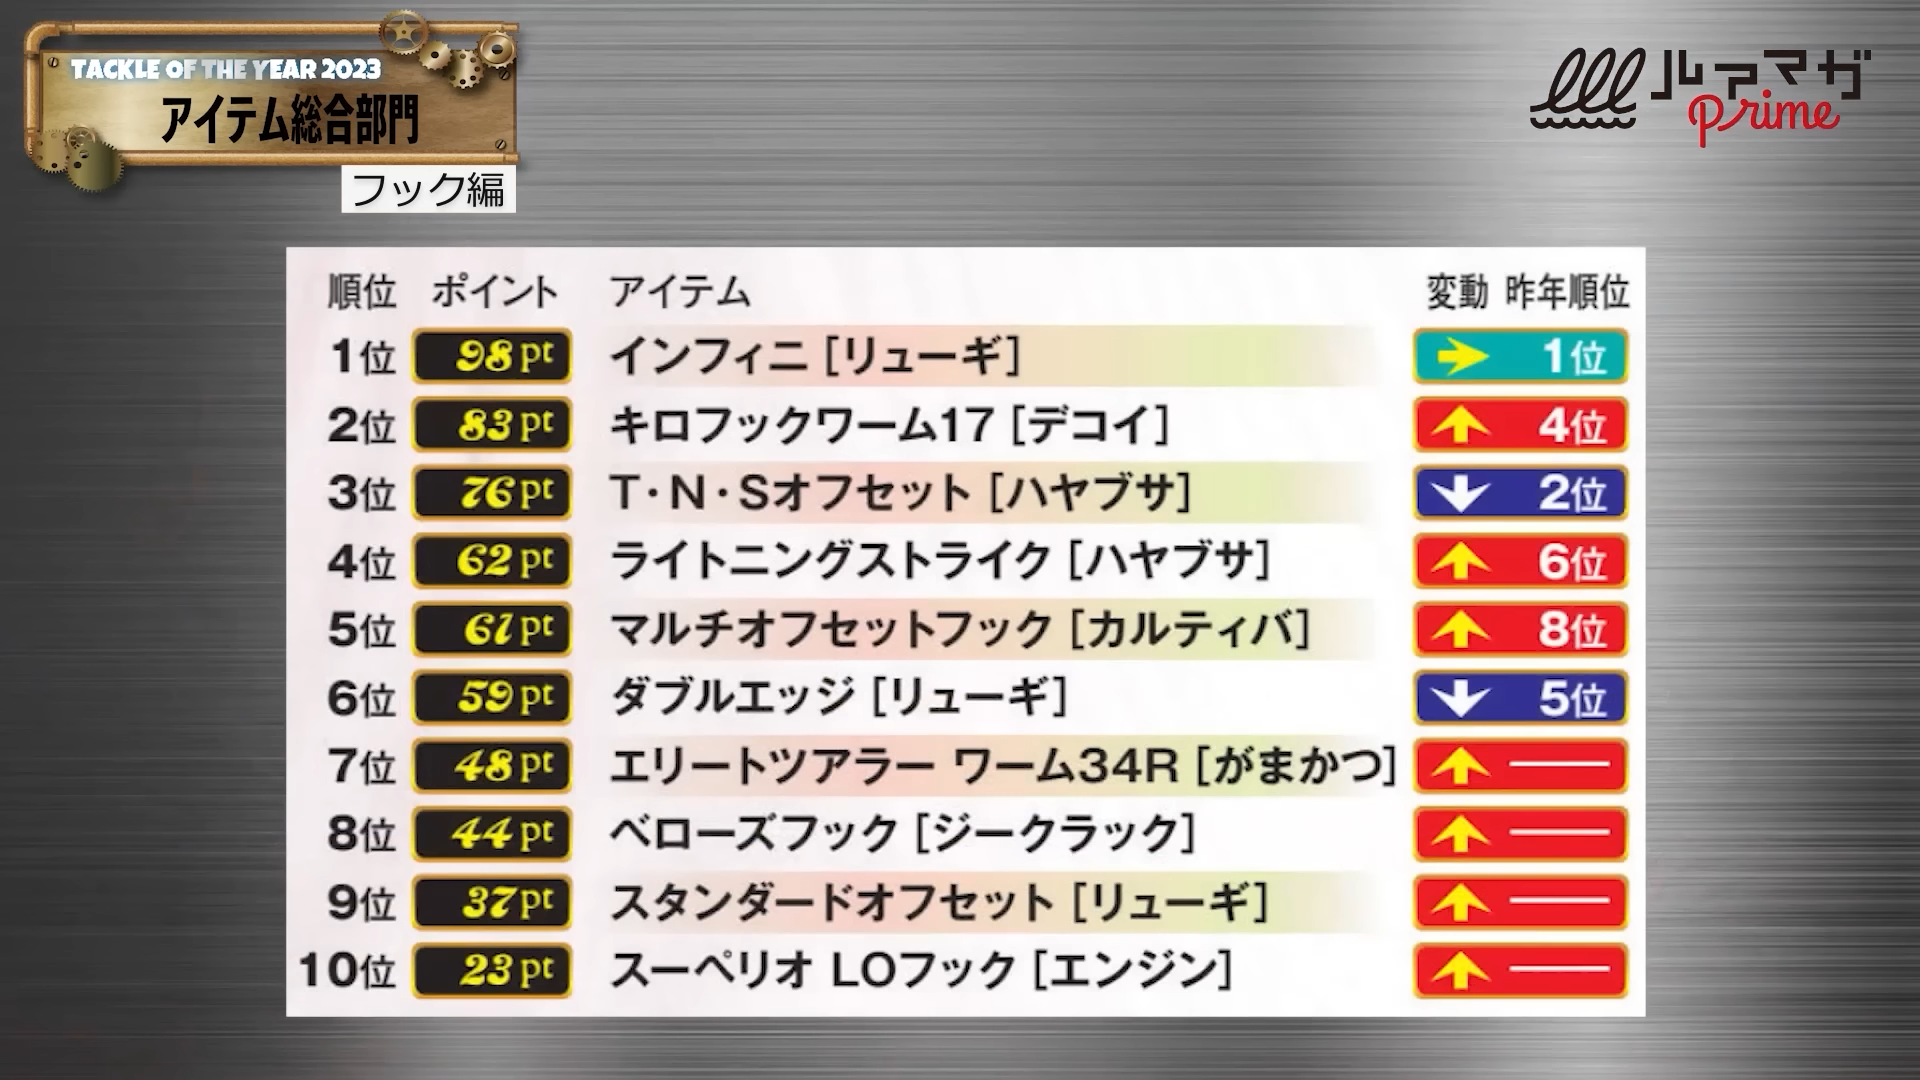 TACKLE OF THE YEAR 2023
アイテム総合部門
フック編
ルアマガ
Prime
順位 ポイント アイテム 変動 昨年順位
1位 98pt インフィニ [リューギ] 1位
2位 83pt キロフックワーム17 [デコイ] 4位
3位 76pt T・N・Sオフセット [ハヤブサ] 2位
4位 62pt ライトニングストライク [ハヤブサ] 6位
5位 61pt マルチオフセットフック [カルティバ] 8位
6位 59pt ダブルエッジ [リューギ] 5位
7位 48pt エリートツアラー ワーム34R [がまかつ] ―
8位 44pt ベローズフック [ジークラック] ―
9位 37pt スタンダードオフセット [リューギ] ―
10位 23pt スーペリオ LOフック [エンジン] ―